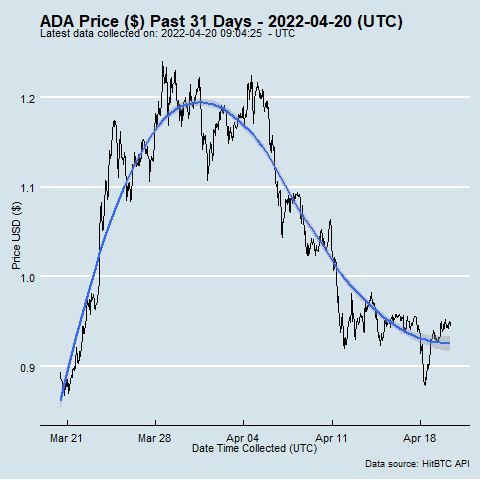 ADA Price ($) Past 31 Days - 2022-04-20 (UTC)
Latest data collected on: 2022-04-20 09:04:25  - UTC
1.2
1.1
1.0
0.9
Price USD ($)
Mar 21 Mar 28 Apr 04 Apr 11 Apr 18
Date Time Collected (UTC)
Data source: HitBTC API